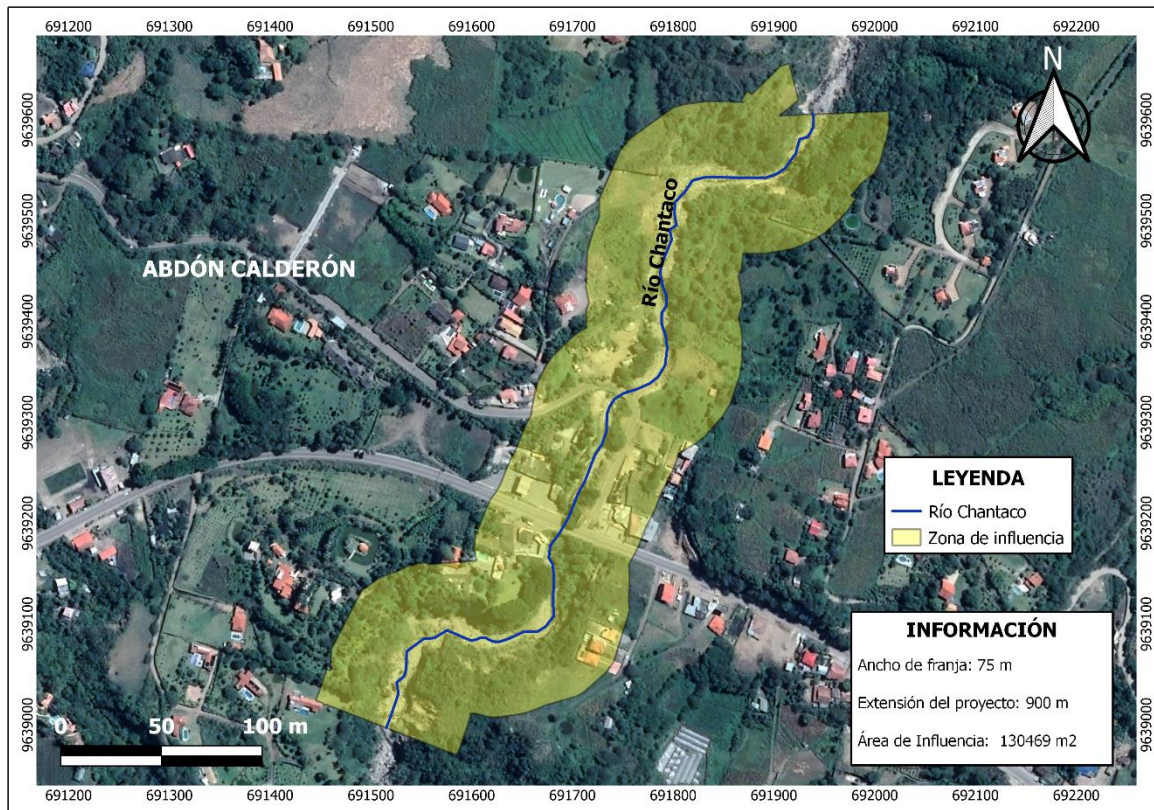 691200 691300 691400 691500 691600 691700 691800 691900 692000 692100 692200
N
9639600 9639600
9639500 9639500
Río Chantaco
ABDÓN CALDERÓN
9639400 9639400
9639300 9639300
LEYENDA
Río Chantaco
Zona de influencia
9639200 9639200
9639100 9639100
INFORMACIÓN
Ancho de franja: 75 m
Extensión del proyecto: 900 m
Área de Influencia: 130469 m2
9639000 9639000
0 50 100 m
691200 691300 691400 691500 691600 691700 691800 691900 692000 692100 692200